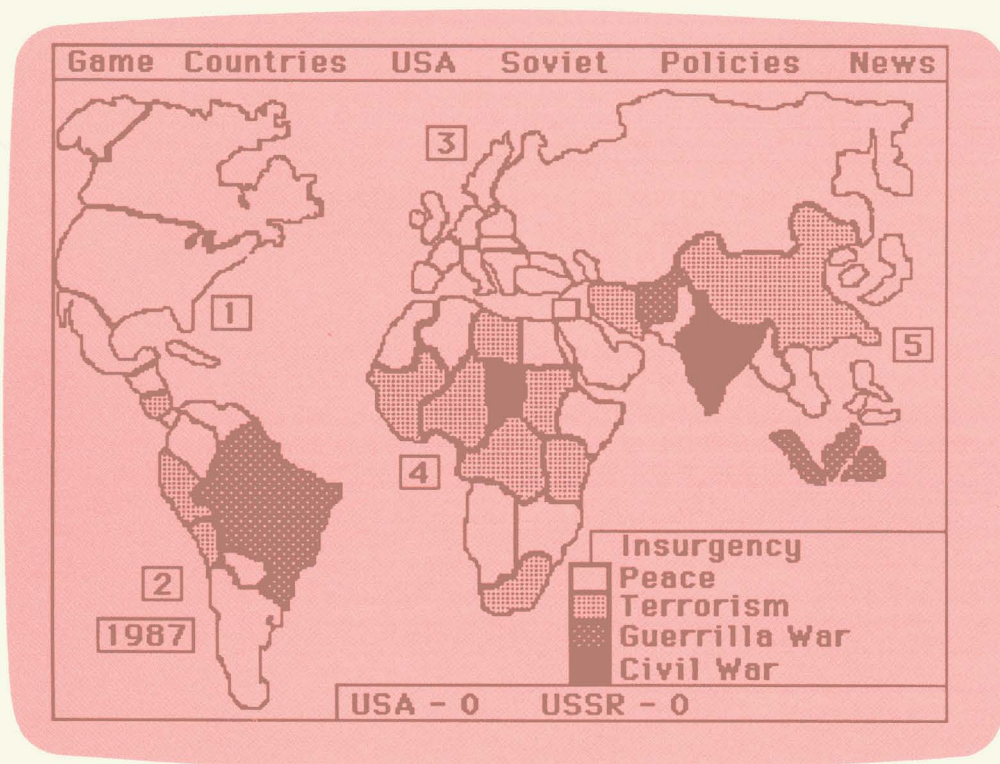 Game Countries USA Soviet Policies News
3
1
5
4
2
1987
Insurgency
Peace
Terrorism
Guerrilla War
Civil War
USA - 0 USSR - 0